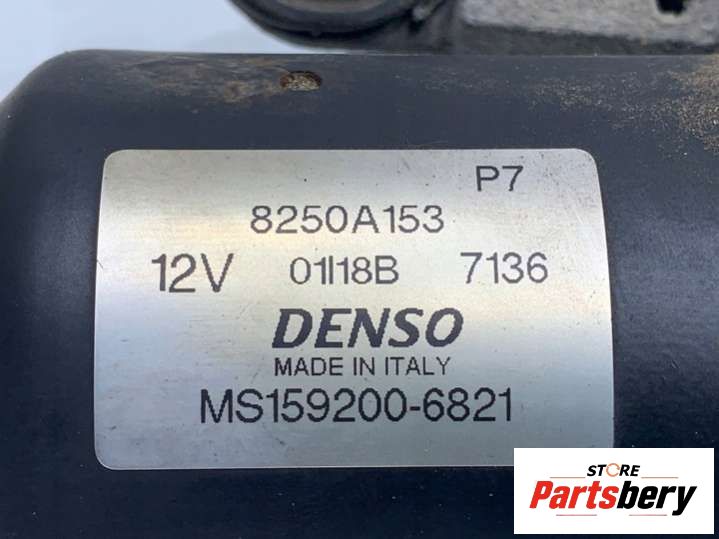 P7
8250A153
12V 01I18B 7136
DENSO
MADE IN ITALY
MS159200-6821
STORE
Partsbery